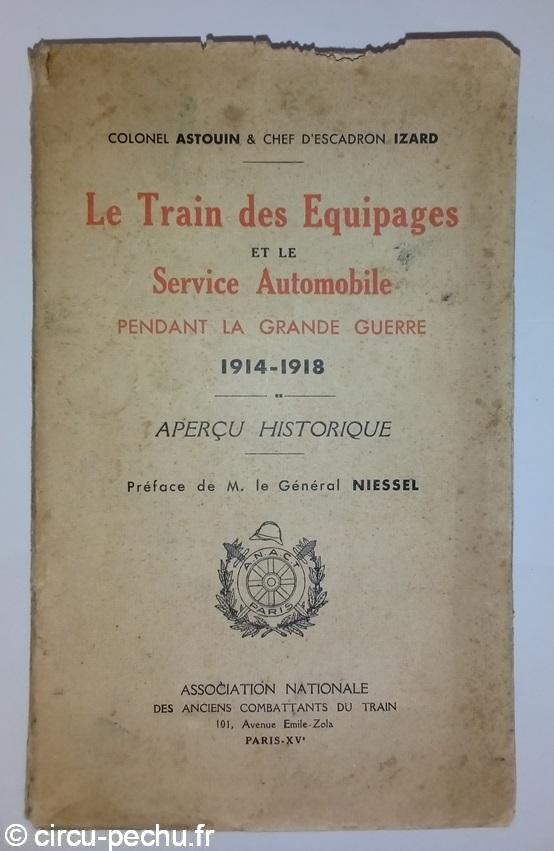 COLONEL ASTOUIN & CHEF D'ESCADRON IZARD
Le Train des Equipages
ET LE
Service Automobile
PENDANT LA GRANDE GUERRE
1914-1918
APERÇU HISTORIQUE
Préface de M. le Général NIESSEL
A.N.A.C.T
PARIS
ASSOCIATION NATIONALE
DES ANCIENS COMBATTANTS DU TRAIN
101, Avenue Emile-Zola
PARIS-XVe
© circu-pechu.fr